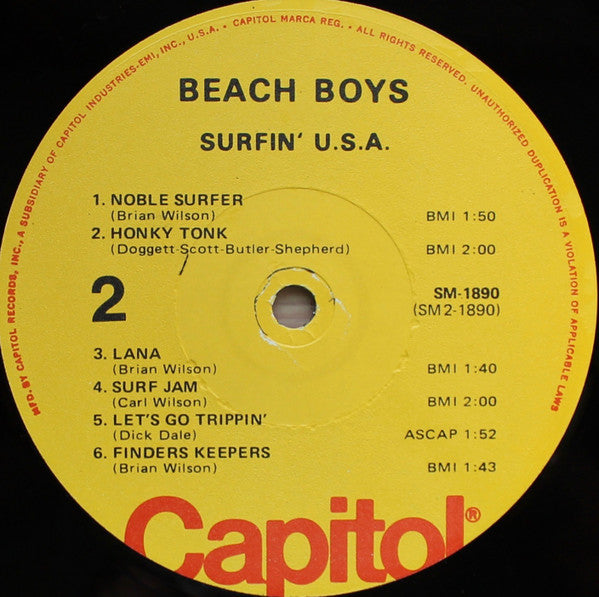 MFD. BY CAPITOL RECORDS, INC., A SUBSIDIARY OF CAPITOL INDUSTRIES-EMI, INC., U.S.A. • CAPITOL MARCA REG. • ALL RIGHTS RESERVED. UNAUTHORIZED DUPLICATION IS A VIOLATION OF APPLICABLE LAWS
BEACH BOYS
SURFIN' U.S.A.
1. NOBLE SURFER
(Brian Wilson) BMI 1:50
2. HONKY TONK
(Doggett-Scott-Butler-Shepherd) BMI 2:00
2 SM-1890
(SM2-1890)
3. LANA
(Brian Wilson) BMI 1:40
4. SURF JAM
(Carl Wilson) BMI 2:00
5. LET'S GO TRIPPIN'
(Dick Dale) ASCAP 1:52
6. FINDERS KEEPERS
(Brian Wilson) BMI 1:43
Capitol®